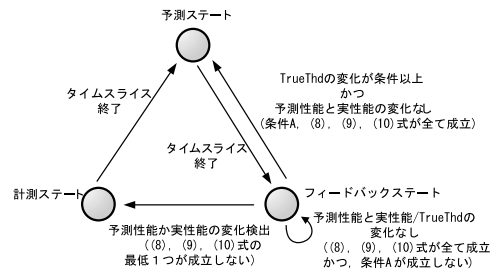 予測ステート
TrueThdの変化が条件以上
かつ
予測性能と実性能の変化なし
(条件A, (8), (9), (10)式が全て成立)
タイムスライス
終了
タイムスライス
終了
計測ステート
フィードバックステート
予測性能か実性能の変化検出
((8), (9), (10)式の
最低１つが成立しない)
予測性能と実性能/TrueThdの
変化なし
((8), (9), (10)式が全て成立
かつ, 条件Aが成立しない)